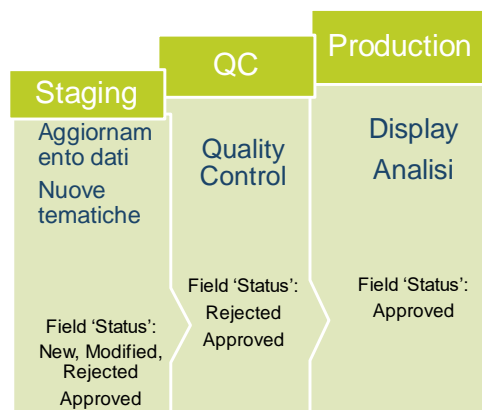 Staging
Aggiornam
ento dati
Nuove
tematiche
Field ‘Status’:
New, Modified,
Rejected
Approved
QC
Quality
Control
Field ‘Status’:
Rejected
Approved
Production
Display
Analisi
Field ‘Status’:
Approved